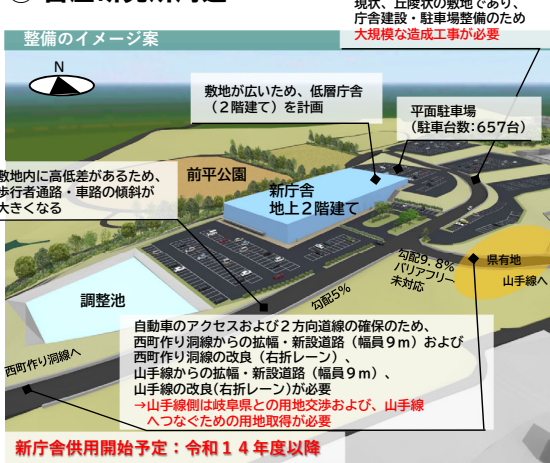 整備のイメージ案
現状、丘陵状の敷地であり、
庁舎建設・駐車場整備のため
大規模な造成工事が必要
N
敷地が広いため、低層庁舎
(２階建て)を計画
平面駐車場
(駐車台数：657台)
敷地内に高低差があるため、
歩行者通路・車路の傾斜が
大きくなる
前平公園
新庁舎
地上２階建て
勾配9.8%
バリアフリー
未対応
県有地
山手線へ
調整池
勾配5%
西町作り洞線へ
自動車のアクセスおよび２方向道線の確保のため、
西町作り洞線からの拡幅・新設道路（幅員９ｍ）および
西町作り洞線の改良（右折レーン）、
山手線からの拡幅・新設道路（幅員９ｍ）、
山手線の改良(右折レーン)が必要
→山手線側は岐阜県との用地交渉および、山手線
へつなぐための用地取得が必要
新庁舎供用開始予定：令和１４年度以降